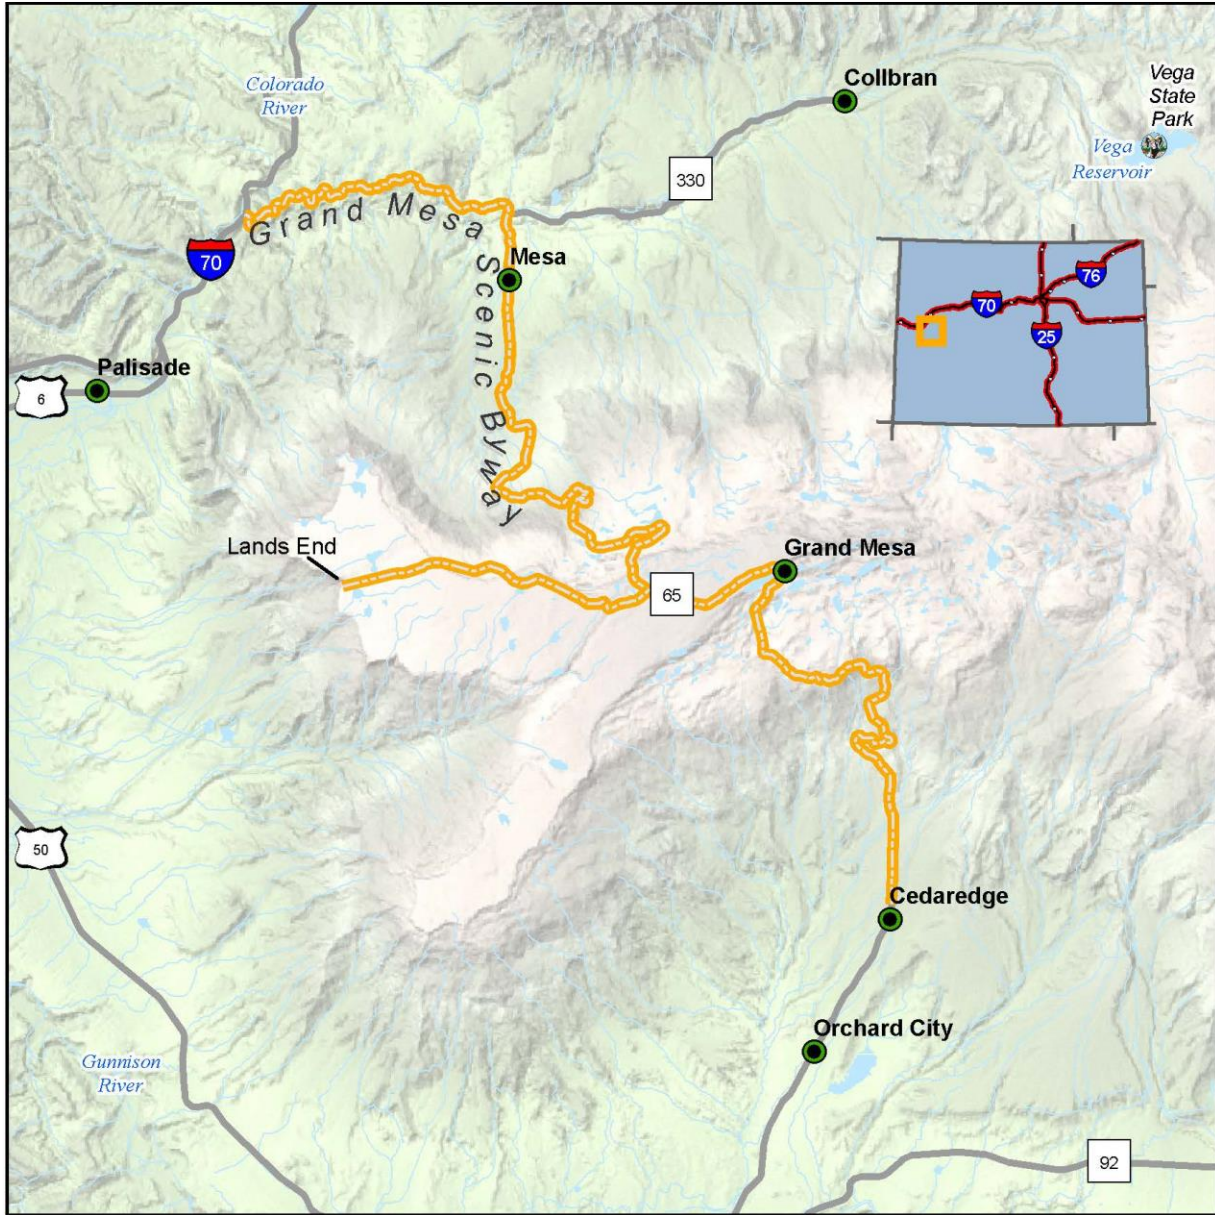 Colorado
River
Collbran
Vega
State
Park
Vega
Reservoir
330
Grand Mesa Scenic Byway
70
Mesa
76
70
25
Palisade
6
Lands End
Grand Mesa
65
50
Cedaredge
Orchard City
Gunnison
River
92